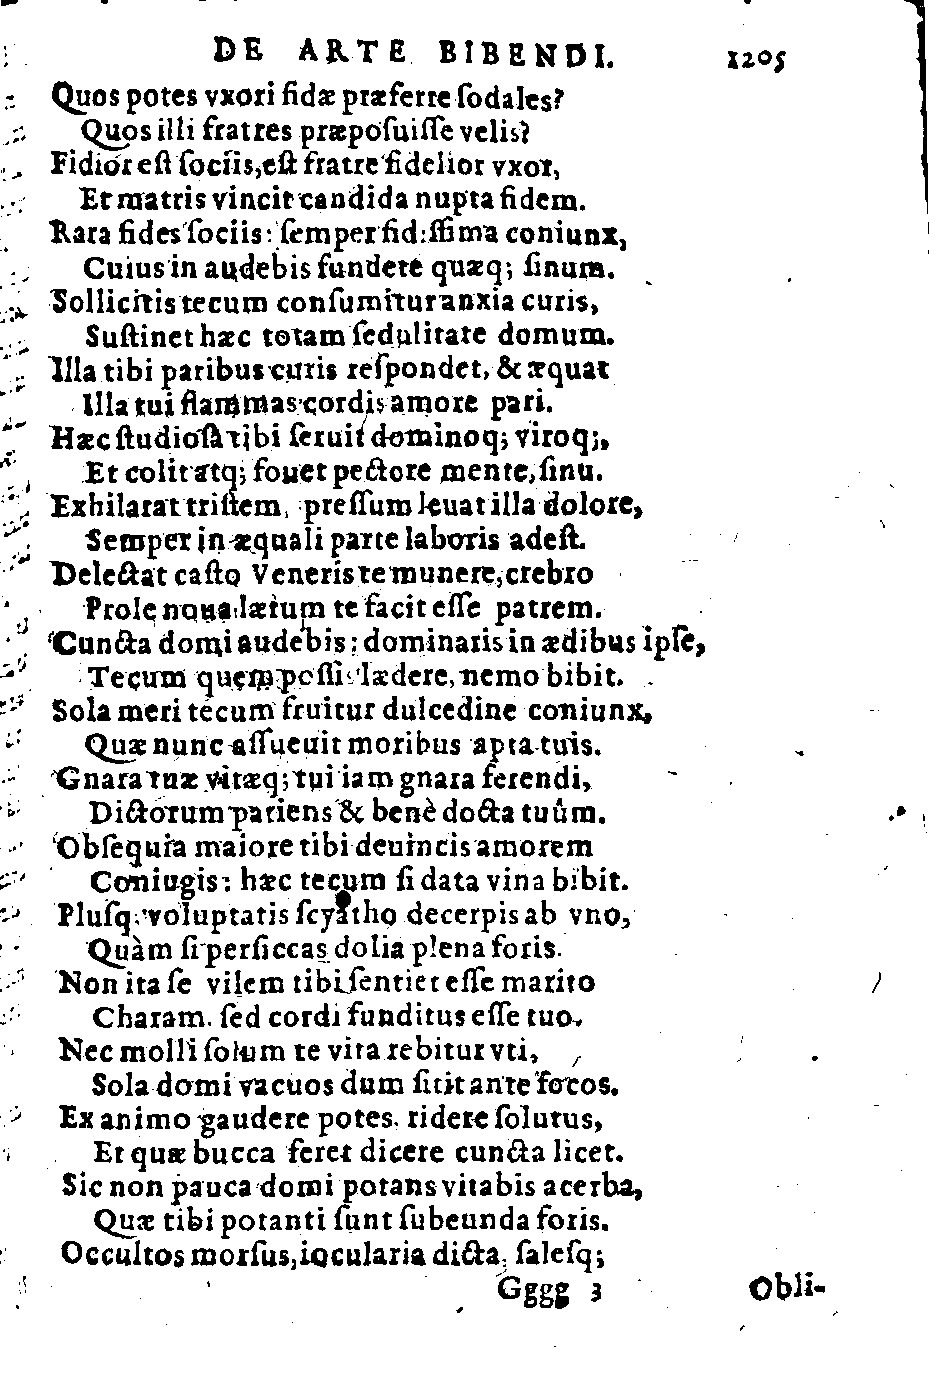 DE ARTE BIBENDI. 1205
Quos potes vxori fidæ præferre ſodales?
Quos illi fratres præpoſuiſſe velis?
Fidior eſt ſociis, eſt fratre fidelior vxor,
Et matris vincit candida nupta fidem.
Rara fides ſociis: ſemper fidiſſima coniunx,
Cuius in audebis fundere quæq; ſinum.
Sollicitis tecum conſumitur anxia curis,
Suſtinet hæc totam ſedulitate domum.
Illa tibi paribus curis reſpondet, & æquat
Illa tui flammas cordis amore pari.
Hæc ſtudioſa tibi ſeruit dominoq; viroq;,
Et colit atq; fouet pectore mente, ſinu.
Exhilarat triſtem, preſſum leuat illa dolore,
Semper in æquali parte laboris adeſt.
Delectat caſto Veneris te munere, crebro
Prole noua lætum te facit eſſe patrem.
Cuncta domi audebis: dominaris in ædibus ipſe,
Tecum quem poſſis lædere, nemo bibit.
Sola meri tecum fruitur dulcedine coniunx,
Quæ nunc aſſueuit moribus apta tuis.
Gnara tuæ vitæq; tui iam gnara ferendi,
Dictorum patiens & benè docta tuûm.
Obſequia maiore tibi deuincis amorem
Coniugis: hæc tecum ſi data vina bibit.
Pluſq; voluptatis ſcyatho decerpis ab vno,
Quàm ſi perſiccas dolia plena foris.
Non ita ſe vilem tibi ſentiet eſſe marito
Charam. ſed cordi funditus eſſe tuo.
Nec molli ſolum te vita rebitur vti,
Sola domi vacuos dum ſitit ante focos.
Ex animo gaudere potes. ridere ſolutus,
Et quæ bucca feret dicere cuncta licet.
Sic non pauca domi potans vitabis acerba,
Quæ tibi potanti ſunt ſubeunda foris.
Occultos morſus, iocularia dicta, ſaleſq;
Gggg 3 Obli-